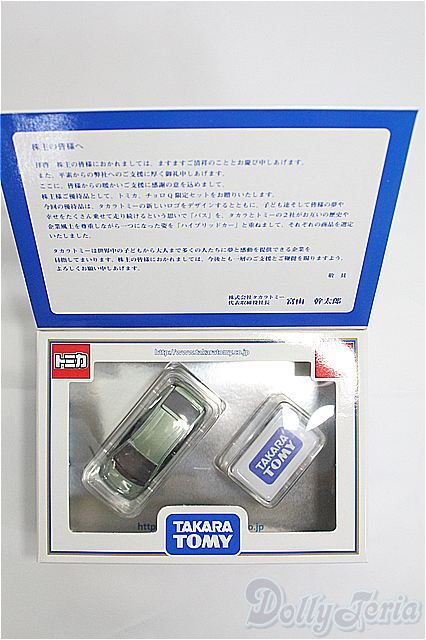 株主の皆様へ
拝啓 株主の皆様におかれましては、ますますご清祥のこととお慶び申しあげます。
また、平素からの弊社へのご支援に厚く御礼申しあげます。
ここに、皆様からの暖かいご支援に感謝の意を込めまして、
株主様ご優待品として、トミカ、チョロQ限定セットをお贈りいたします。
今回の優待品は、タカラトミーの新しいロゴをデザインするとともに、子ども達そして皆様の夢や
幸せをたくさん乗せて走り続けるという思いで「バス」を、タカラとトミーの2社がお互いの歴史や
企業風土を尊重しながら一つになった姿を「ハイブリッドカー」と重ねまして、それぞれの商品を選定
いたしました。
タカラトミーは世界中の子どもから大人まで多くの人たちに夢と感動を提供できる企業を
目指してまいります。株主の皆様におかれましては、今後とも一層のご支援とご鞭撻を賜りますよう、
よろしくお願い申しあげます。
敬 具
株式会社タカラトミー
代表取締役社長 富山 幹太郎
トミカ
http://www.takaratomy.co.jp
TAKARA
TOMY
TAKARA
TOMY
DollyTeria